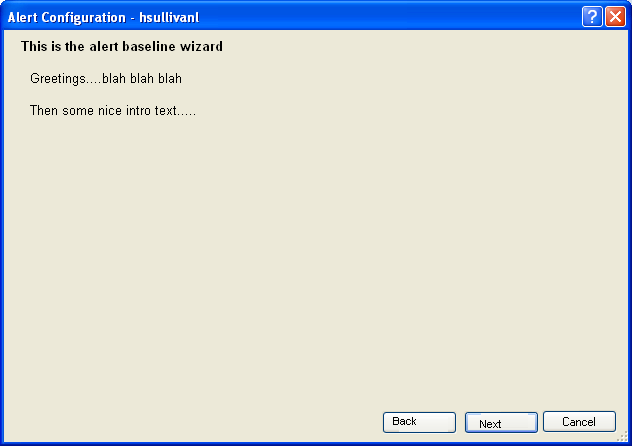 Alert Configuration - hsullivanl
?
This is the alert baseline wizard
Greetings....blah blah blah
Then some nice intro text.....
Back Next Cancel